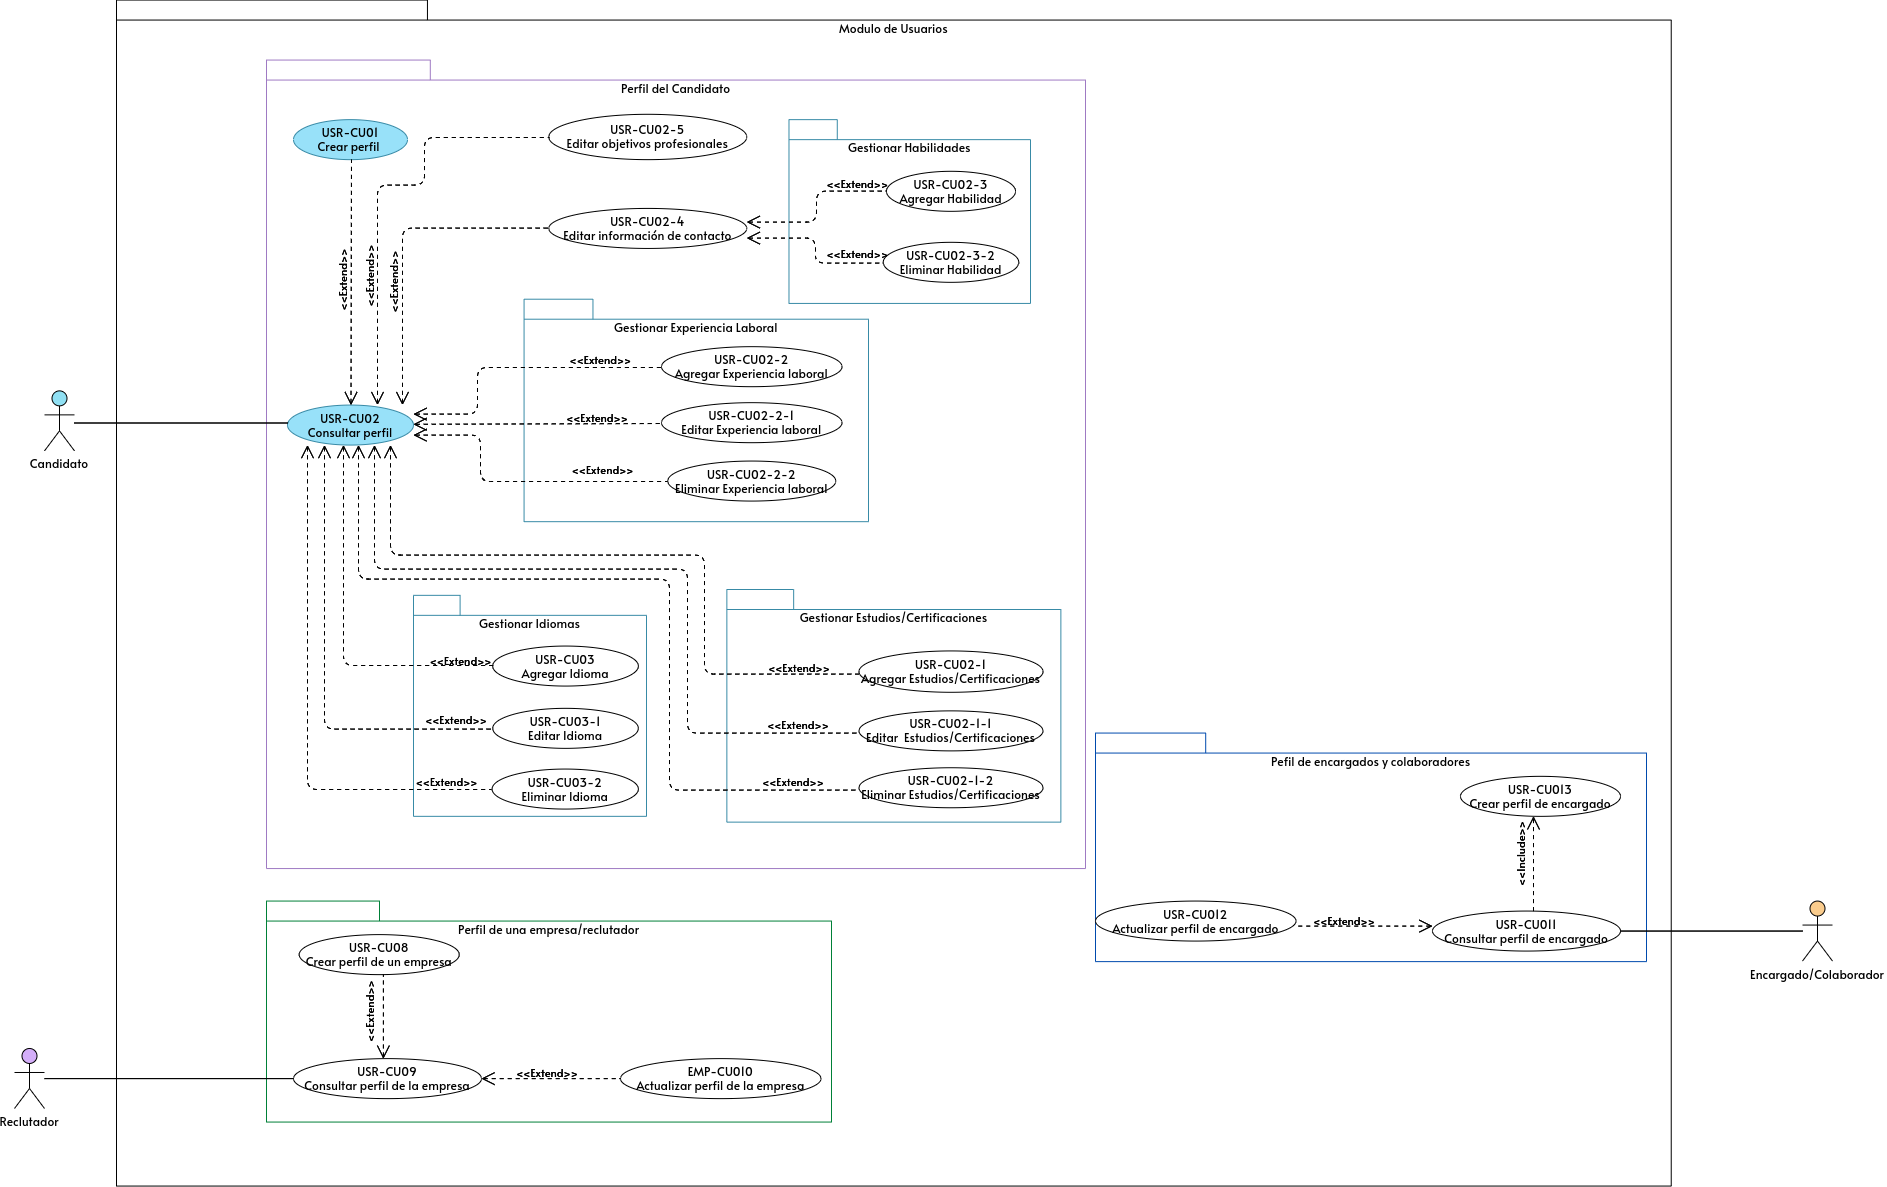 Modulo de Usuarios
Perfil del Candidato
USR-CU01
Crear perfil
USR-CU02-5
Editar objetivos profesionales
USR-CU02-4
Editar información de contacto
Gestionar Habilidades
<<Extend>>
USR-CU02-3
Agregar Habilidad
<<Extend>>
USR-CU02-3-2
Eliminar Habilidad
<<Extend>>
<<Extend>>
<<Extend>>
Gestionar Experiencia Laboral
<<Extend>>
USR-CU02-2
Agregar Experiencia laboral
<<Extend>>
USR-CU02-2-1
Editar Experiencia laboral
<<Extend>>
USR-CU02-2-2
Eliminar Experiencia laboral
USR-CU02
Consultar perfil
Candidato
Gestionar Idiomas
<<Extend>>
USR-CU03
Agregar Idioma
<<Extend>>
USR-CU03-1
Editar Idioma
<<Extend>>
USR-CU03-2
Eliminar Idioma
Gestionar Estudios/Certificaciones
<<Extend>>
USR-CU02-1
Agregar Estudios/Certificaciones
<<Extend>>
USR-CU02-1-1
Editar  Estudios/Certificaciones
<<Extend>>
USR-CU02-1-2
Eliminar Estudios/Certificaciones
Pefil de encargados y colaboradores
USR-CU013
Crear perfil de encargado
<<Include>>
USR-CU012
Actualizar perfil de encargado
<<Extend>>
USR-CU011
Consultar perfil de encargado
Encargado/Colaborador
Perfil de una empresa/reclutador
USR-CU08
Crear perfil de un empresa
<<Extend>>
USR-CU09
Consultar perfil de la empresa
<<Extend>>
EMP-CU010
Actualizar perfil de la empresa
Reclutador